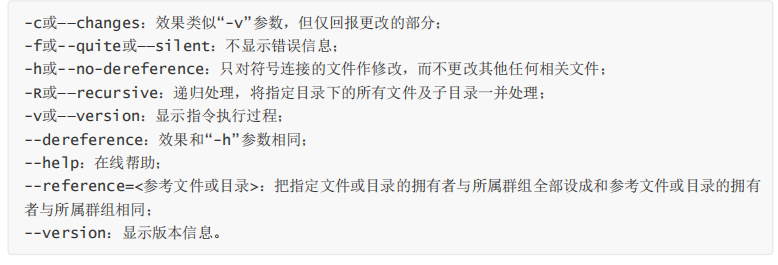 -c或——changes：效果类似“-v”参数，但仅回报更改的部分；
-f或--quite或——silent：不显示错误信息；
-h或--no-dereference：只对符号连接的文件作修改，而不更改其他任何相关文件；
-R或——recursive：递归处理，将指定目录下的所有文件及子目录一并处理；
-v或——version：显示指令执行过程；
--dereference：效果和“-h”参数相同；
--help：在线帮助；
--reference=<参考文件或目录>：把指定文件或目录的拥有者与所属群组全部设成和参考文件或目录的拥有
者与所属群组相同；
--version：显示版本信息。